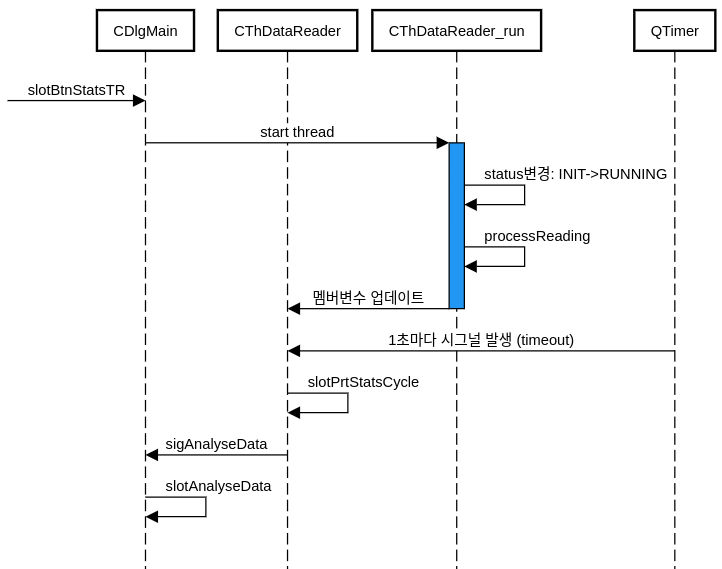 CDlgMain
CThDataReader
CThDataReader_run
QTimer
slotBtnStatsTR
start thread
status변경: INIT->RUNNING
processReading
멤버변수 업데이트
1초마다 시그널 발생 (timeout)
slotPrtStatsCycle
sigAnalyseData
slotAnalyseData